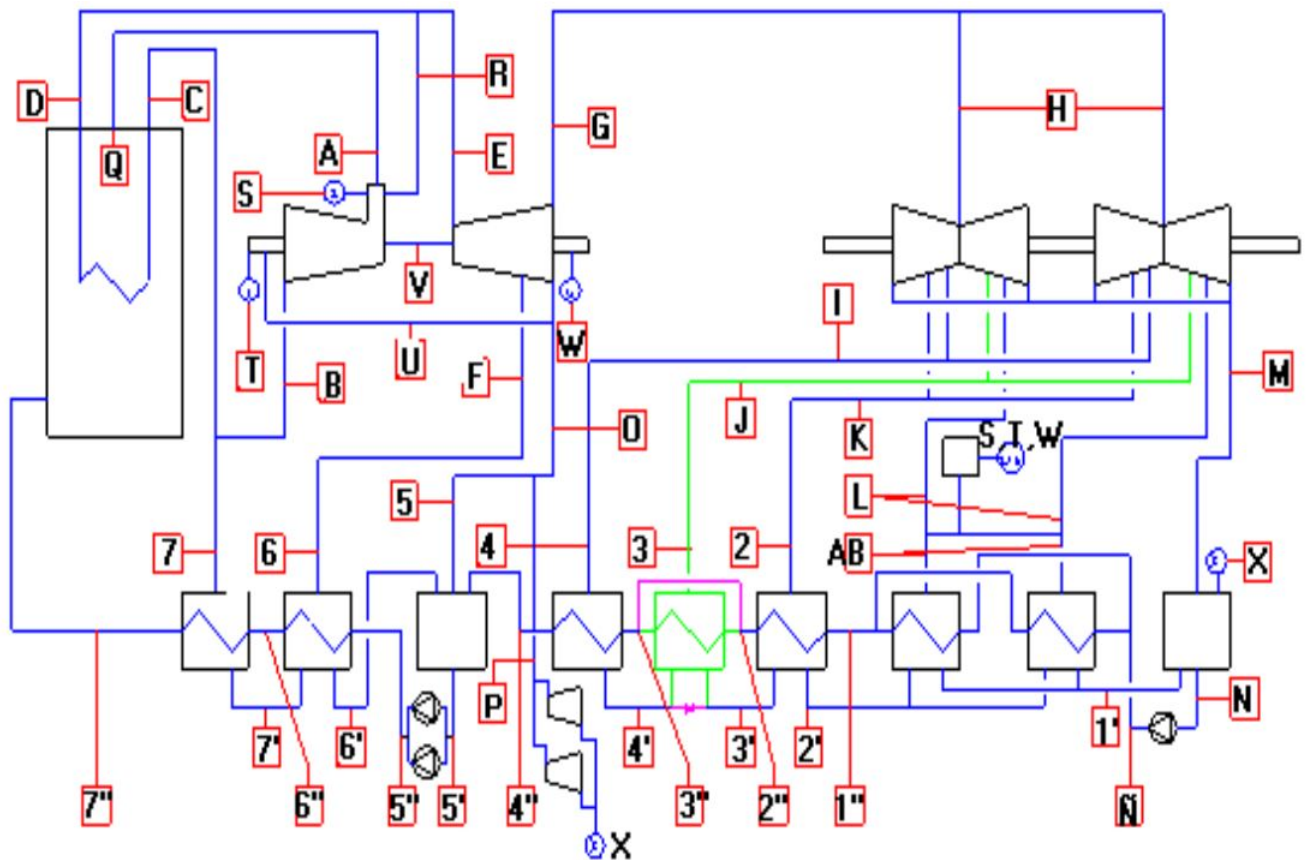 R
D
C
G
H
Q
A
E
S
V
I
T
U
W
B
F
M
J
K
O
S,T,W
5
L
7
6
4
3
2
AB
X
P
N
7'
6'
4'
3'
2'
1'
7"
6"
5"
5'
4"
3"
2"
1"
Ñ
X